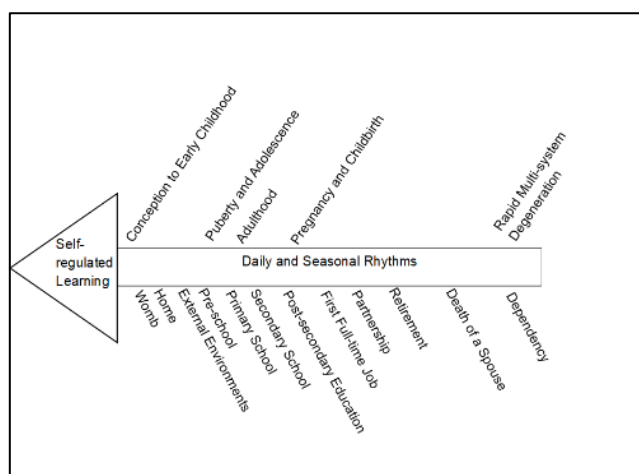 Conception to Early Childhood
Puberty and Adolescence
Adulthood
Pregnancy and Childbirth
Rapid Multi-system
Degeneration
Self-
regulated
Learning
Daily and Seasonal Rhythms
Womb
Home
External Environments
Pre-school
Primary School
Secondary School
Post-secondary Education
First Full-time Job
Partnership
Retirement
Death of a Spouse
Dependency